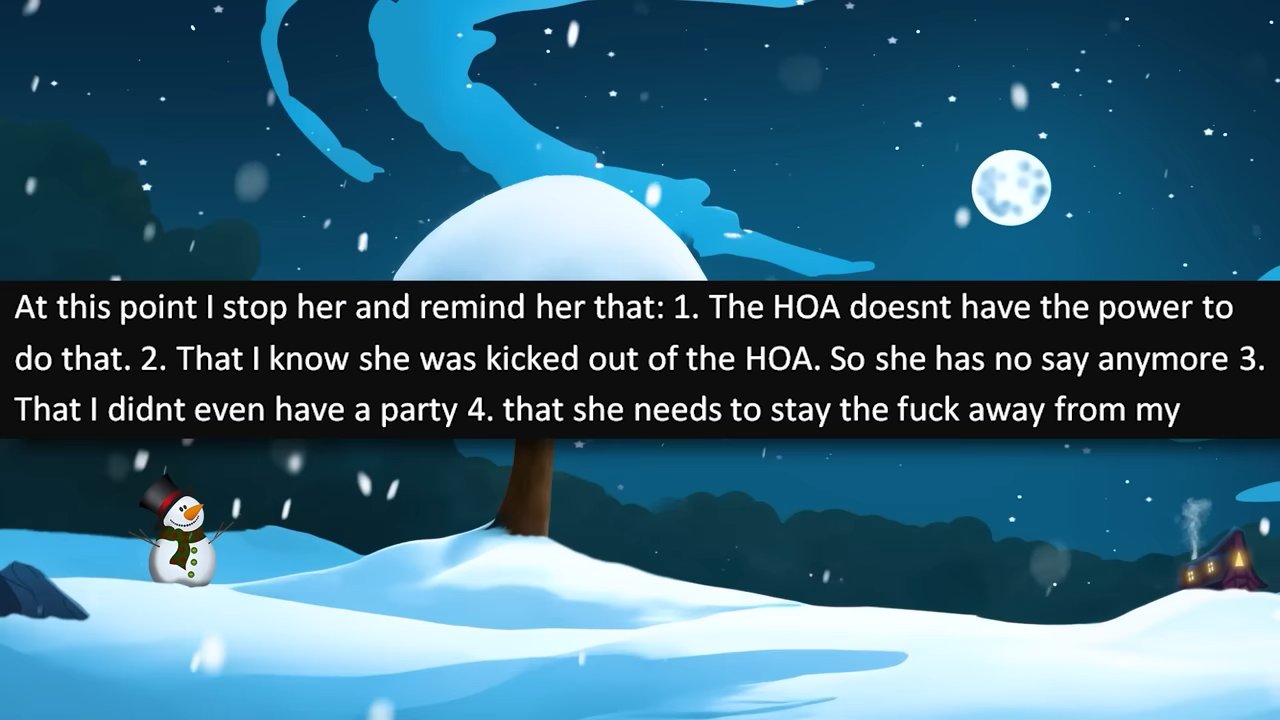 At this point I stop her and remind her that: 1. The HOA doesnt have the power to
do that. 2. That I know she was kicked out of the HOA. So she has no say anymore 3.
That I didnt even have a party 4. that she needs to stay the fuck away from my